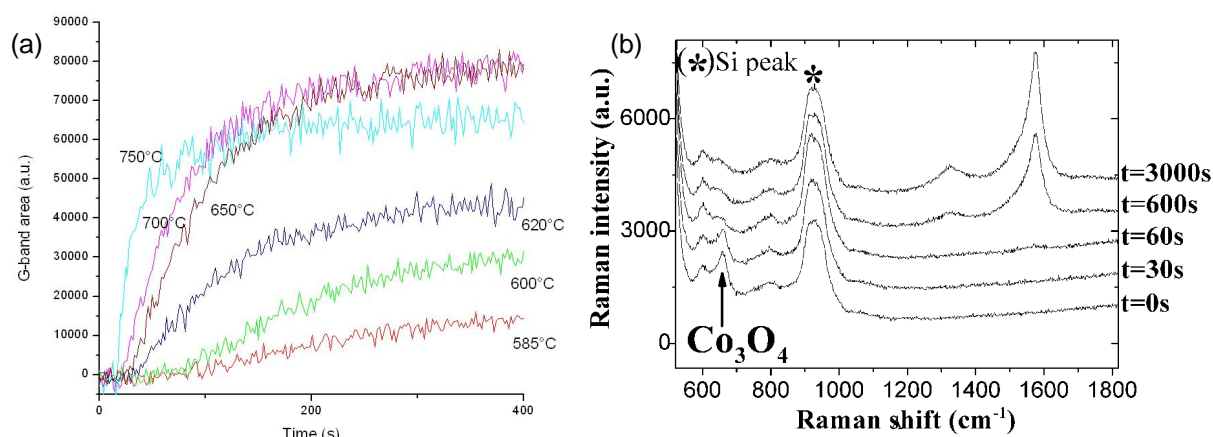 (a)
90000
80000
70000
60000
50000
40000
30000
20000
10000
0
G-band area (a.u.)
750°C
700°C
650°C
620°C
600°C
585°C
0
200
400
Time (s)
(b)
(*)Si peak
*
6000
3000
0
Raman intensity (a.u.)
t=3000s
t=600s
t=60s
t=30s
t=0s
Co3O4
600
800
1000
1200
1400
1600
1800
Raman shift (cm-1)